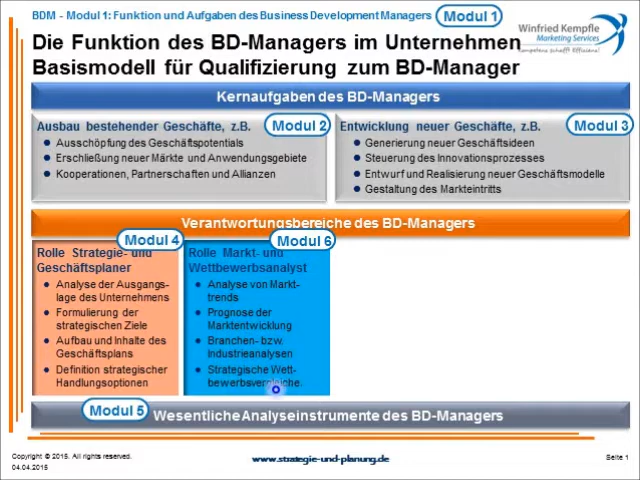 BDM - Modul 1: Funktion und Aufgaben des Business Development Managers
Modul 1
Die Funktion des BD-Managers im Unternehmen
Basismodell für Qualifizierung zum BD-Manager
Winfried Kempfle
Marketing Services
Kompetenz schafft Effizienz!
Kernaufgaben des BD-Managers
Ausbau bestehender Geschäfte, z.B.
Modul 2
Ausschöpfung des Geschäftspotentials
Erschließung neuer Märkte und Anwendungsgebiete
Kooperationen, Partnerschaften und Allianzen
Entwicklung neuer Geschäfte, z.B.
Modul 3
Generierung neuer Geschäftsideen
Steuerung des Innovationsprozesses
Entwurf und Realisierung neuer Geschäftsmodelle
Gestaltung des Markteintritts
Verantwortungsbereiche des BD-Managers
Modul 4
Rolle Strategie- und
Geschäftsplaner
Analyse der Ausgangs-
lage des Unternehmens
Formulierung der
strategischen Ziele
Aufbau und Inhalte des
Geschäftsplans
Definition strategischer
Handlungsoptionen
Modul 6
Rolle Markt- und
Wettbewerbsanalyst
Analyse von Markt-
trends
Prognose der
Marktentwicklung
Branchen- bzw.
Industrieanalysen
Strategische Wett-
bewerbsvergleiche
Modul 5
Wesentliche Analyseinstrumente des BD-Managers
Copyright © 2015. All rights reserved.
04.04.2015
www.strategie-und-planung.de
Seite 1